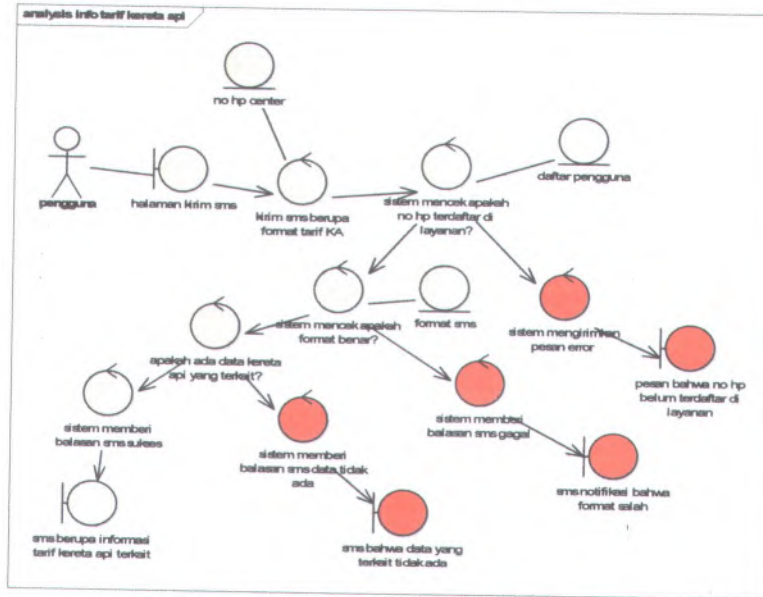 analysis info tarif kereta api
no hp center
pengguna
halaman kirim sms
kirim sms berupa
format tarif KA
sistem mencek apakah
no hp terdaftar di
layanan?
daftar pengguna
sistem mencek apakah
format benar?
format sms
sistem mengirimkan
pesan error
pesan bahwa no hp
belum terdaftar di
layanan
apakah ada data kereta
api yang terkait?
sistem memberi
balasan sms sukses
sistem memberi
balasan sms data tidak
ada
sistem memberi
balasan sms gagal
sms notifikasi bahwa
format salah
sms berupa informasi
tarif kereta api terkait
sms bahwa data yang
terkait tidak ada